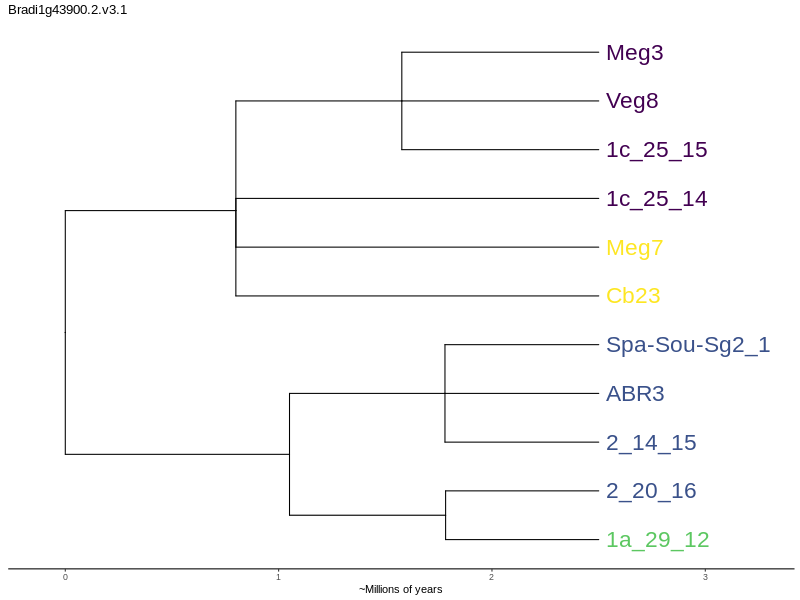 Bradi1g43900.2.v3.1
Meg3
Veg8
1c_25_15
1c_25_14
Meg7
Cb23
Spa-Sou-Sg2_1
ABR3
2_14_15
2_20_16
1a_29_12
0 1 2 3
~Millions of years